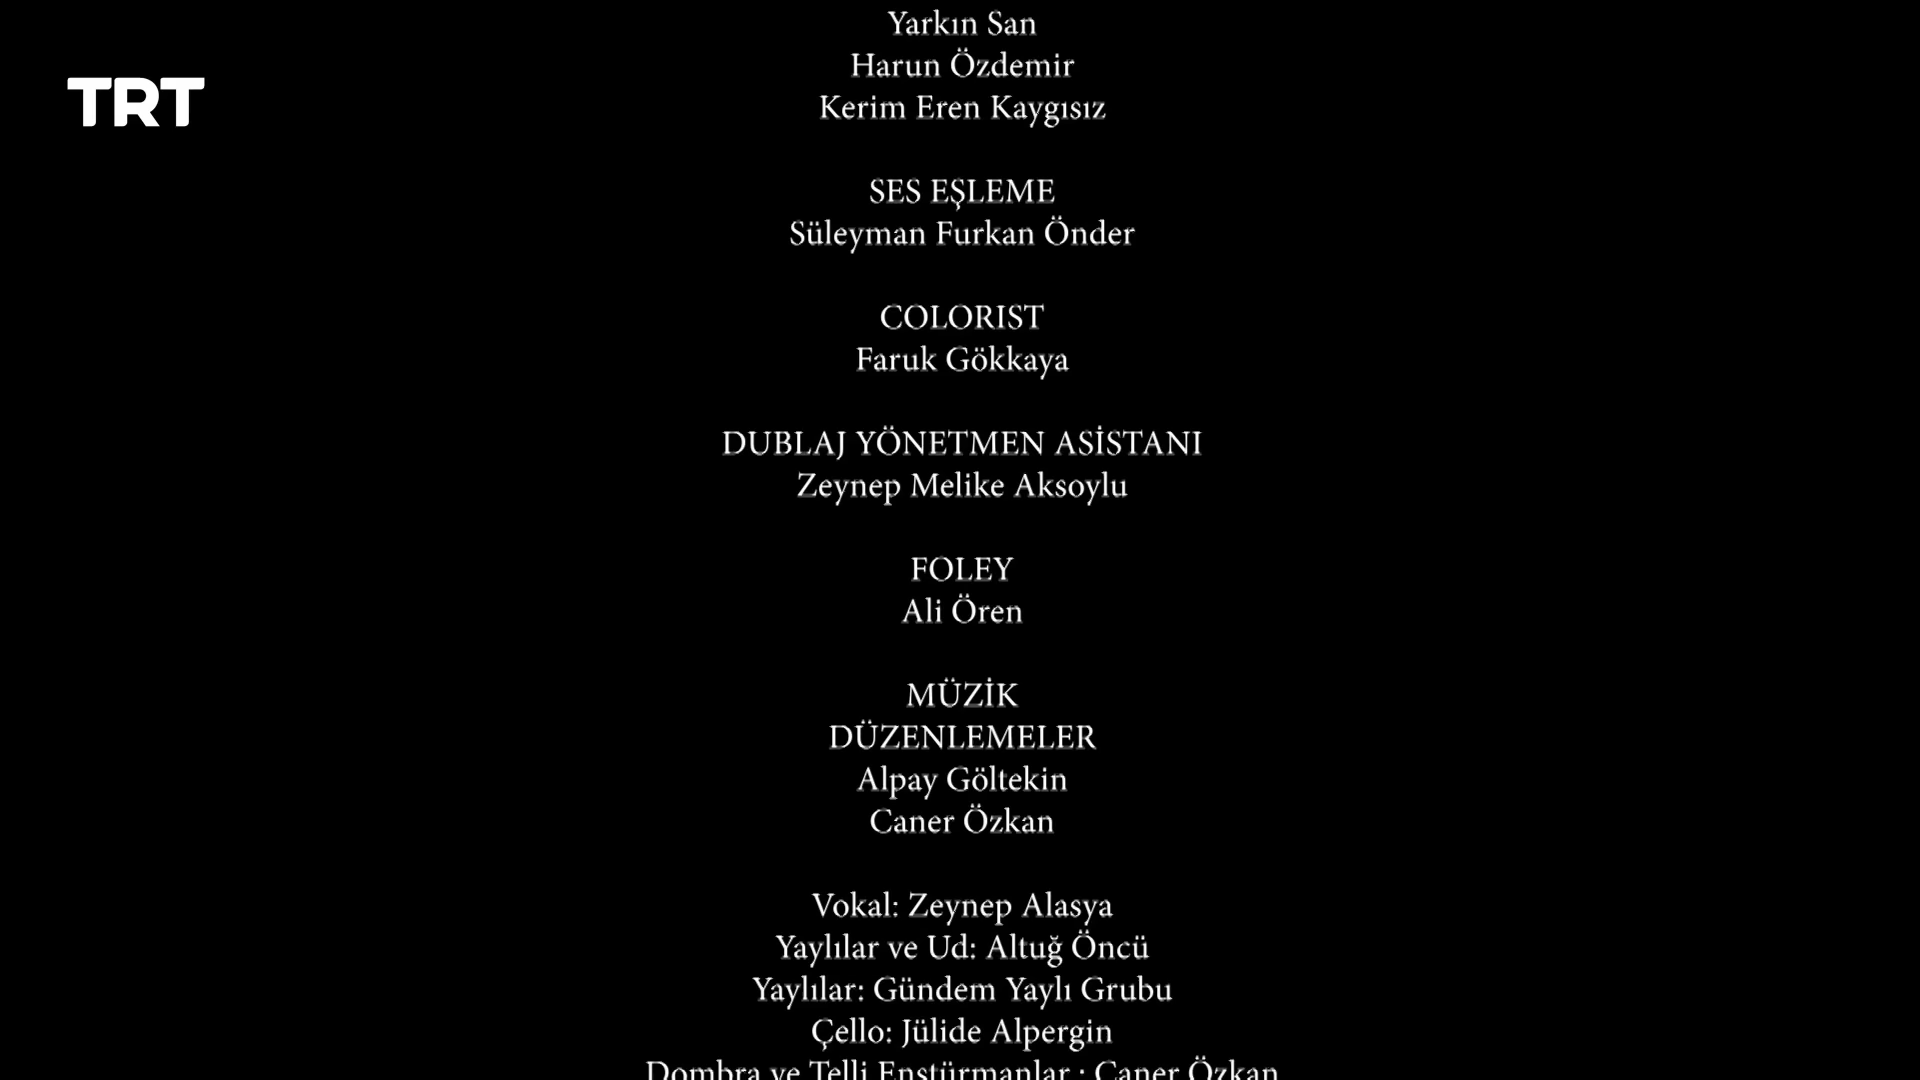 Yarkın San
TRT
Harun Özdemir
Kerim Eren Kaygısız
SES EŞLEME
Süleyman Furkan Önder
COLORIST
Faruk Gökkaya
DUBLAJ YÖNETMEN ASİSTANI
Zeynep Melike Aksoylu
FOLEY
Ali Ören
MÜZİK
DÜZENLEMELER
Alpay Göltekin
Caner Özkan
Vokal: Zeynep Alasya
Yaylılar ve Ud: Altuğ Öncü
Yaylılar: Gündem Yaylı Grubu
Çello: Jülide Alpergin
Dombra ve Telli Enstürmanlar : Caner Özkan